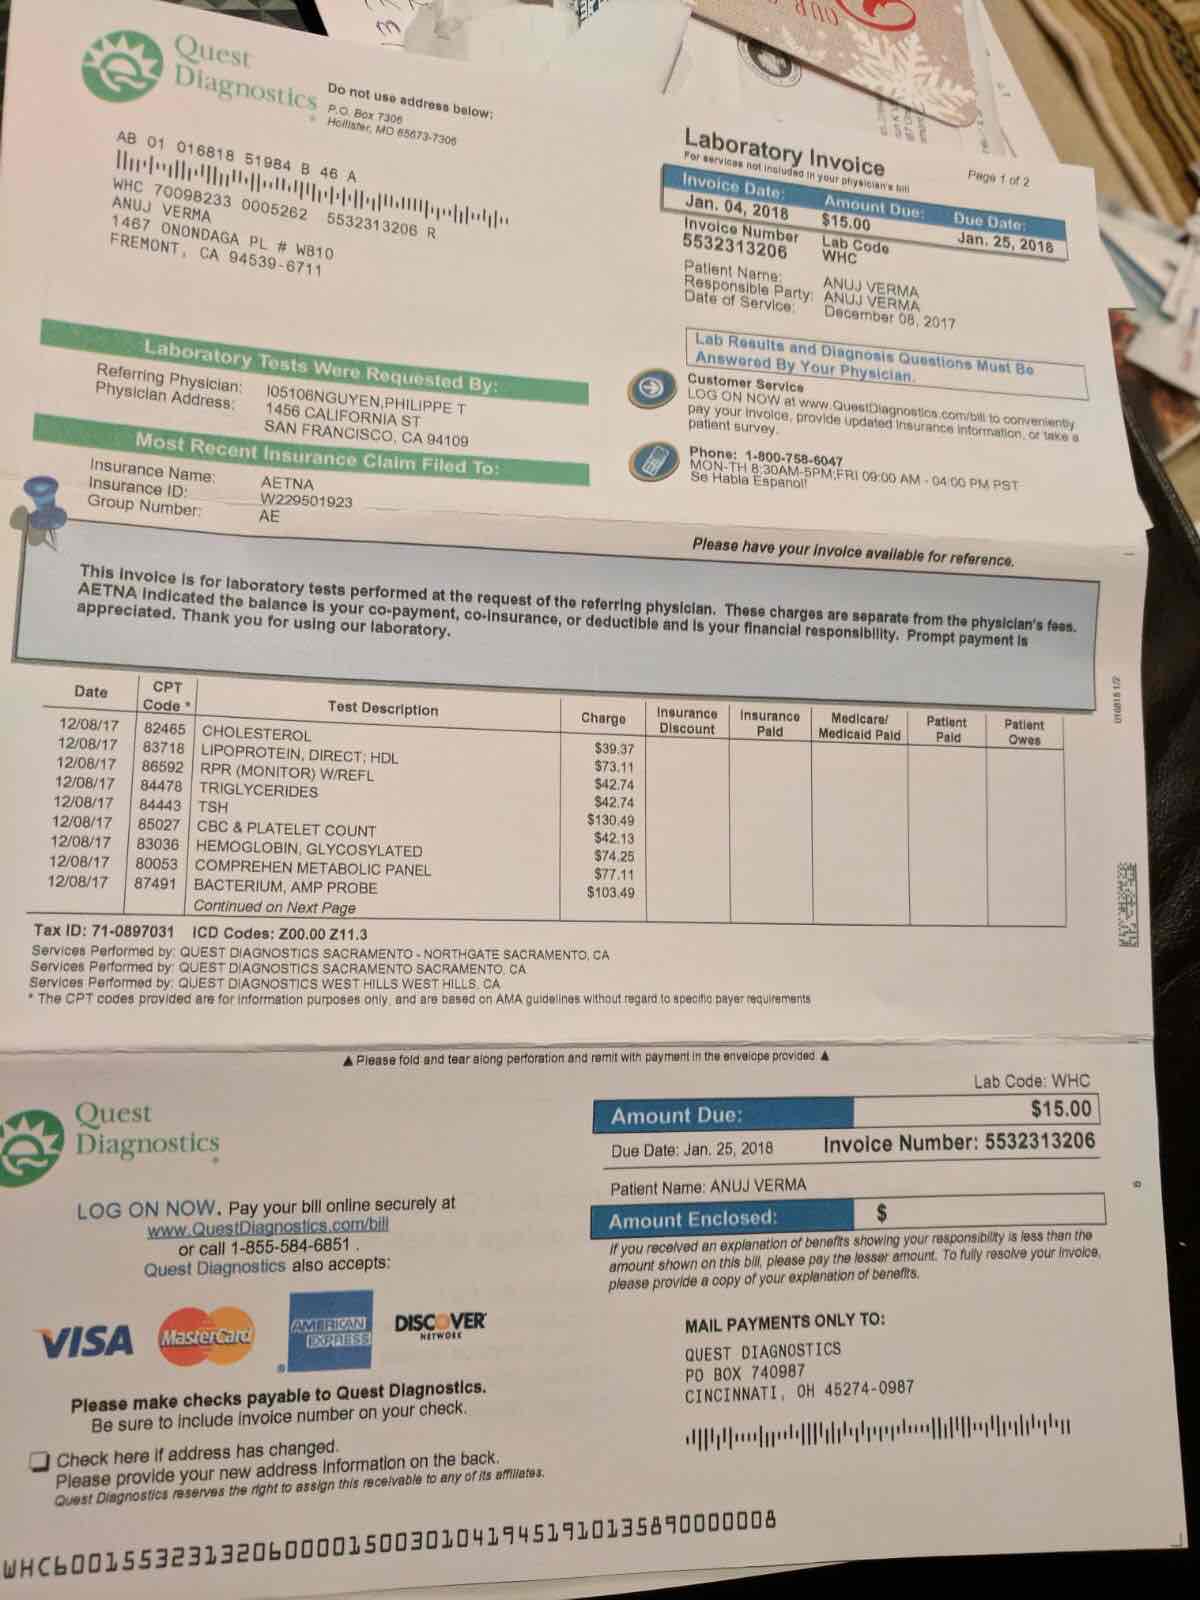 Quest
Diagnostics
Do not use address below:
P.O. Box 7306
Hollister, MO 65673-7306
AB 01 016818 51984 B 46 A
WHC 70098233 0005262 5532313206 R
ANUJ VERMA
1467 ONONDAGA PL # W810
FREMONT, CA 94539-6711
Laboratory Invoice
For services not included in your physician's bill
Page 1 of 2
Invoice Date: Amount Due: Due Date:
Jan. 04, 2018 $15.00 Jan. 25, 2018
Invoice Number Lab Code
5532313206 WHC
Patient Name: ANUJ VERMA
Responsible Party: ANUJ VERMA
Date of Service: December 08, 2017
Lab Results and Diagnosis Questions Must Be
Answered By Your Physician.
Customer Service
LOG ON NOW at www.QuestDiagnostics.com/bill to conveniently
pay your invoice, provide updated insurance information, or take a
patient survey.
Phone: 1-800-758-6047
MON-TH 8:30AM-5PM;FRI 09:00 AM - 04:00 PM PST
Se Habla Espanol!
Laboratory Tests Were Requested By:
Referring Physician: I05106NGUYEN,PHILIPPE T
Physician Address: 1456 CALIFORNIA ST
SAN FRANCISCO, CA 94109
Most Recent Insurance Claim Filed To:
Insurance Name: AETNA
Insurance ID: W229501923
Group Number: AE
Please have your invoice available for reference.
This invoice is for laboratory tests performed at the request of the referring physician. These charges are separate from the physician's fees.
AETNA indicated the balance is your co-payment, co-insurance, or deductible and is your financial responsibility. Prompt payment is
appreciated. Thank you for using our laboratory.
Date CPT Code * Test Description Charge Insurance Discount Insurance Paid Medicare/ Medicaid Paid Patient Paid Patient Owes
12/08/17 82465 CHOLESTEROL $39.37
12/08/17 83718 LIPOPROTEIN, DIRECT; HDL $73.11
12/08/17 86592 RPR (MONITOR) W/REFL $42.74
12/08/17 84478 TRIGLYCERIDES $42.74
12/08/17 84443 TSH $130.49
12/08/17 85027 CBC & PLATELET COUNT $42.13
12/08/17 83036 HEMOGLOBIN, GLYCOSYLATED $74.25
12/08/17 80053 COMPREHEN METABOLIC PANEL $77.11
12/08/17 87491 BACTERIUM, AMP PROBE $103.49
Continued on Next Page
Tax ID: 71-0897031 ICD Codes: Z00.00 Z11.3
Services Performed by: QUEST DIAGNOSTICS SACRAMENTO - NORTHGATE SACRAMENTO, CA
Services Performed by: QUEST DIAGNOSTICS SACRAMENTO SACRAMENTO, CA
Services Performed by: QUEST DIAGNOSTICS WEST HILLS WEST HILLS, CA
* The CPT codes provided are for information purposes only, and are based on AMA guidelines without regard to specific payer requirements
016818 1/2
▲ Please fold and tear along perforation and remit with payment in the envelope provided ▲
Quest
Diagnostics
LOG ON NOW. Pay your bill online securely at
www.QuestDiagnostics.com/bill
or call 1-855-584-6851 .
Quest Diagnostics also accepts:
VISA MasterCard AMERICAN EXPRESS DISCOVER NETWORK
Please make checks payable to Quest Diagnostics.
Be sure to include invoice number on your check.
Check here if address has changed.
Please provide your new address information on the back.
Quest Diagnostics reserves the right to assign this receivable to any of its affiliates.
Lab Code: WHC
Amount Due: $15.00
Due Date: Jan. 25, 2018 Invoice Number: 5532313206
Patient Name: ANUJ VERMA
Amount Enclosed: $
If you received an explanation of benefits showing your responsibility is less than the
amount shown on this bill, please pay the lesser amount. To fully resolve your invoice,
please provide a copy of your explanation of benefits.
MAIL PAYMENTS ONLY TO:
QUEST DIAGNOSTICS
PO BOX 740987
CINCINNATI, OH 45274-0987
WHC60015532313206000015003010419451910135890000008